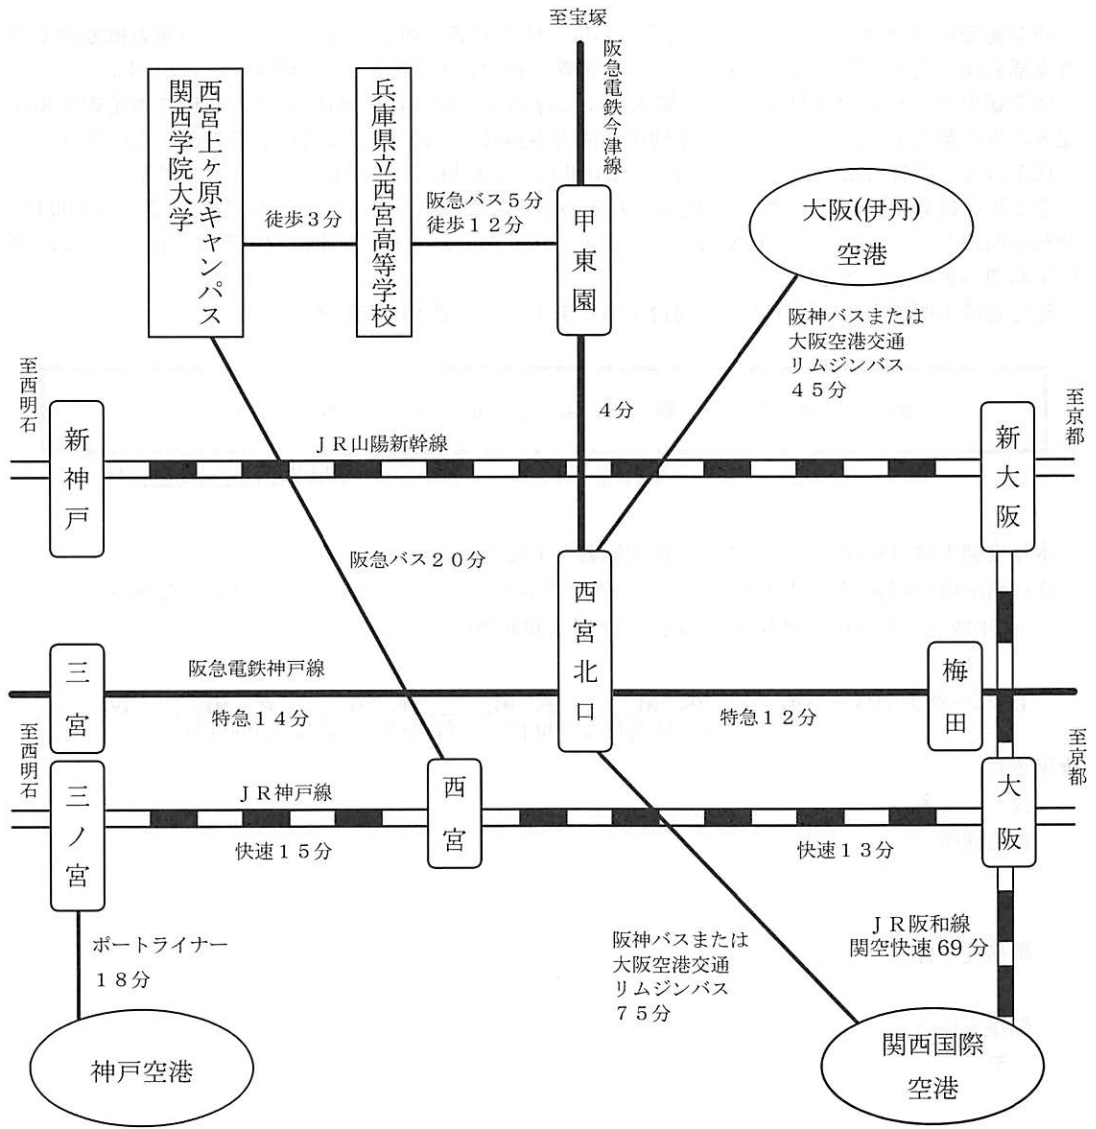 至宝塚
阪急電鉄今津線
西宮上ヶ原キャンパス
関西学院大学
兵庫県立西宮高等学校
徒歩3分
阪急バス5分
徒歩12分
甲東園
大阪(伊丹)
空港
阪神バスまたは
大阪空港交通
リムジンバス
45分
4分
至西明石
新神戸
JR山陽新幹線
至京都
新大阪
阪急バス20分
西宮北口
三宮
阪急電鉄神戸線
特急14分
特急12分
梅田
至西明石
三ノ宮
JR神戸線
快速15分
西宮
快速13分
至京都
大阪
JR阪和線
関空快速69分
ポートライナー
18分
阪神バスまたは
大阪空港交通
リムジンバス
75分
神戸空港
関西国際
空港